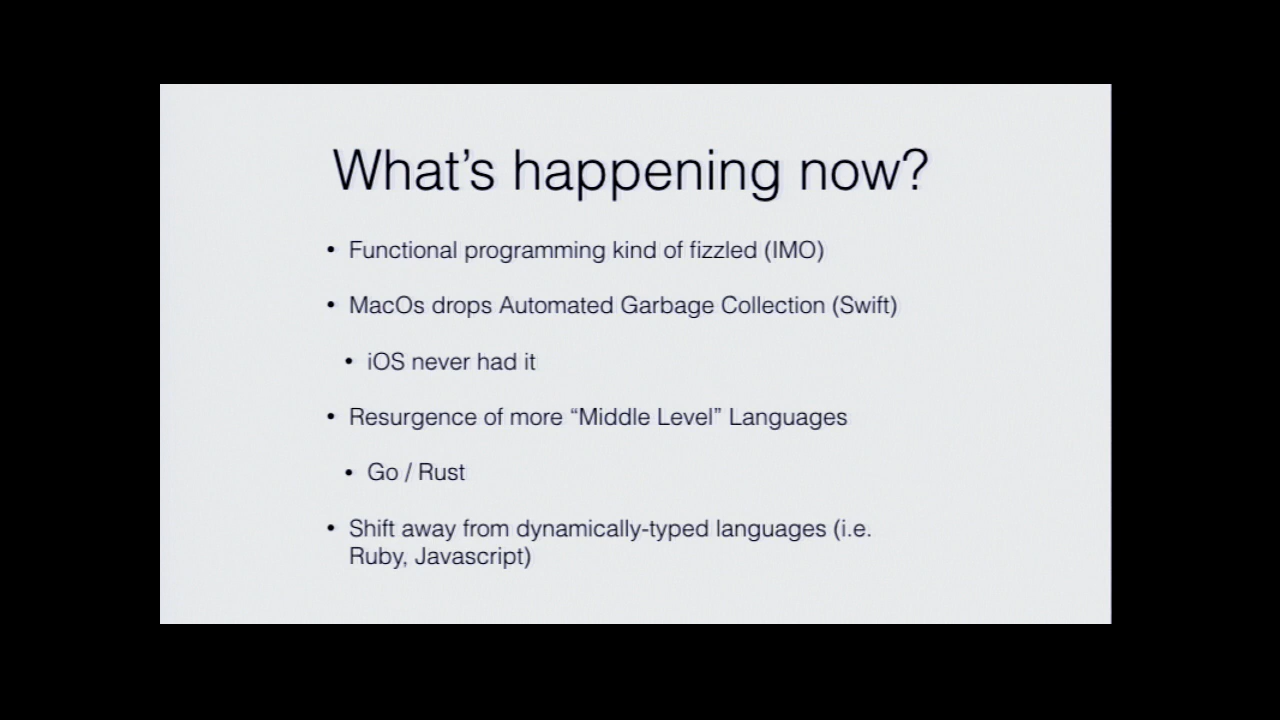 What’s happening now?
• Functional programming kind of fizzled (IMO)
• MacOs drops Automated Garbage Collection (Swift)
• iOS never had it
• Resurgence of more “Middle Level” Languages
• Go / Rust
• Shift away from dynamically-typed languages (i.e.
Ruby, Javascript)